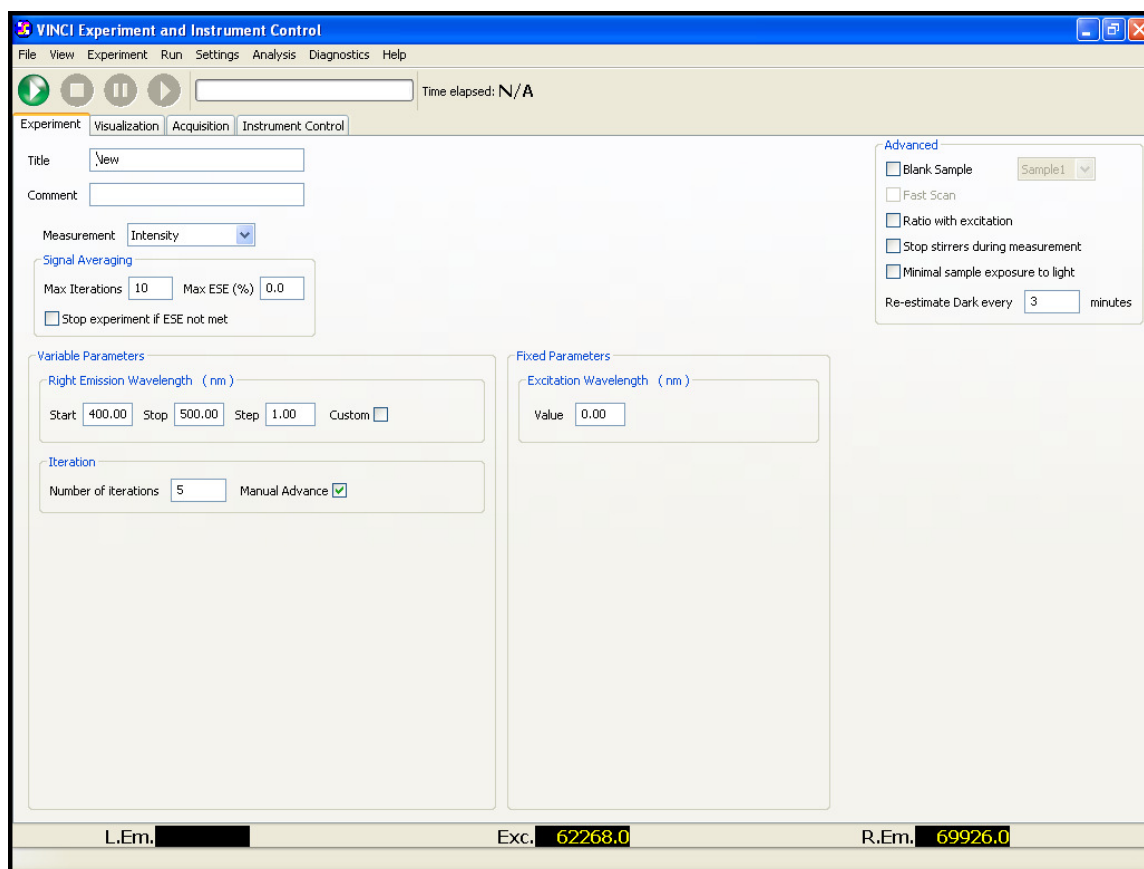 VINCI Experiment and Instrument Control
File View Experiment Run Settings Analysis Diagnostics Help
Time elapsed: N/A
Experiment Visualization Acquisition Instrument Control
Title New
Comment
Measurement Intensity
Signal Averaging
Max Iterations 10 Max ESE (%) 0.0
Stop experiment if ESE not met
Advanced
Blank Sample Sample1
Fast Scan
Ratio with excitation
Stop stirrers during measurement
Minimal sample exposure to light
Re-estimate Dark every 3 minutes
Variable Parameters
Right Emission Wavelength ( nm )
Start 400.00 Stop 500.00 Step 1.00 Custom
Iteration
Number of iterations 5 Manual Advance
Fixed Parameters
Excitation Wavelength ( nm )
Value 0.00
L.Em. Exc. 62268.0 R.Em. 69926.0